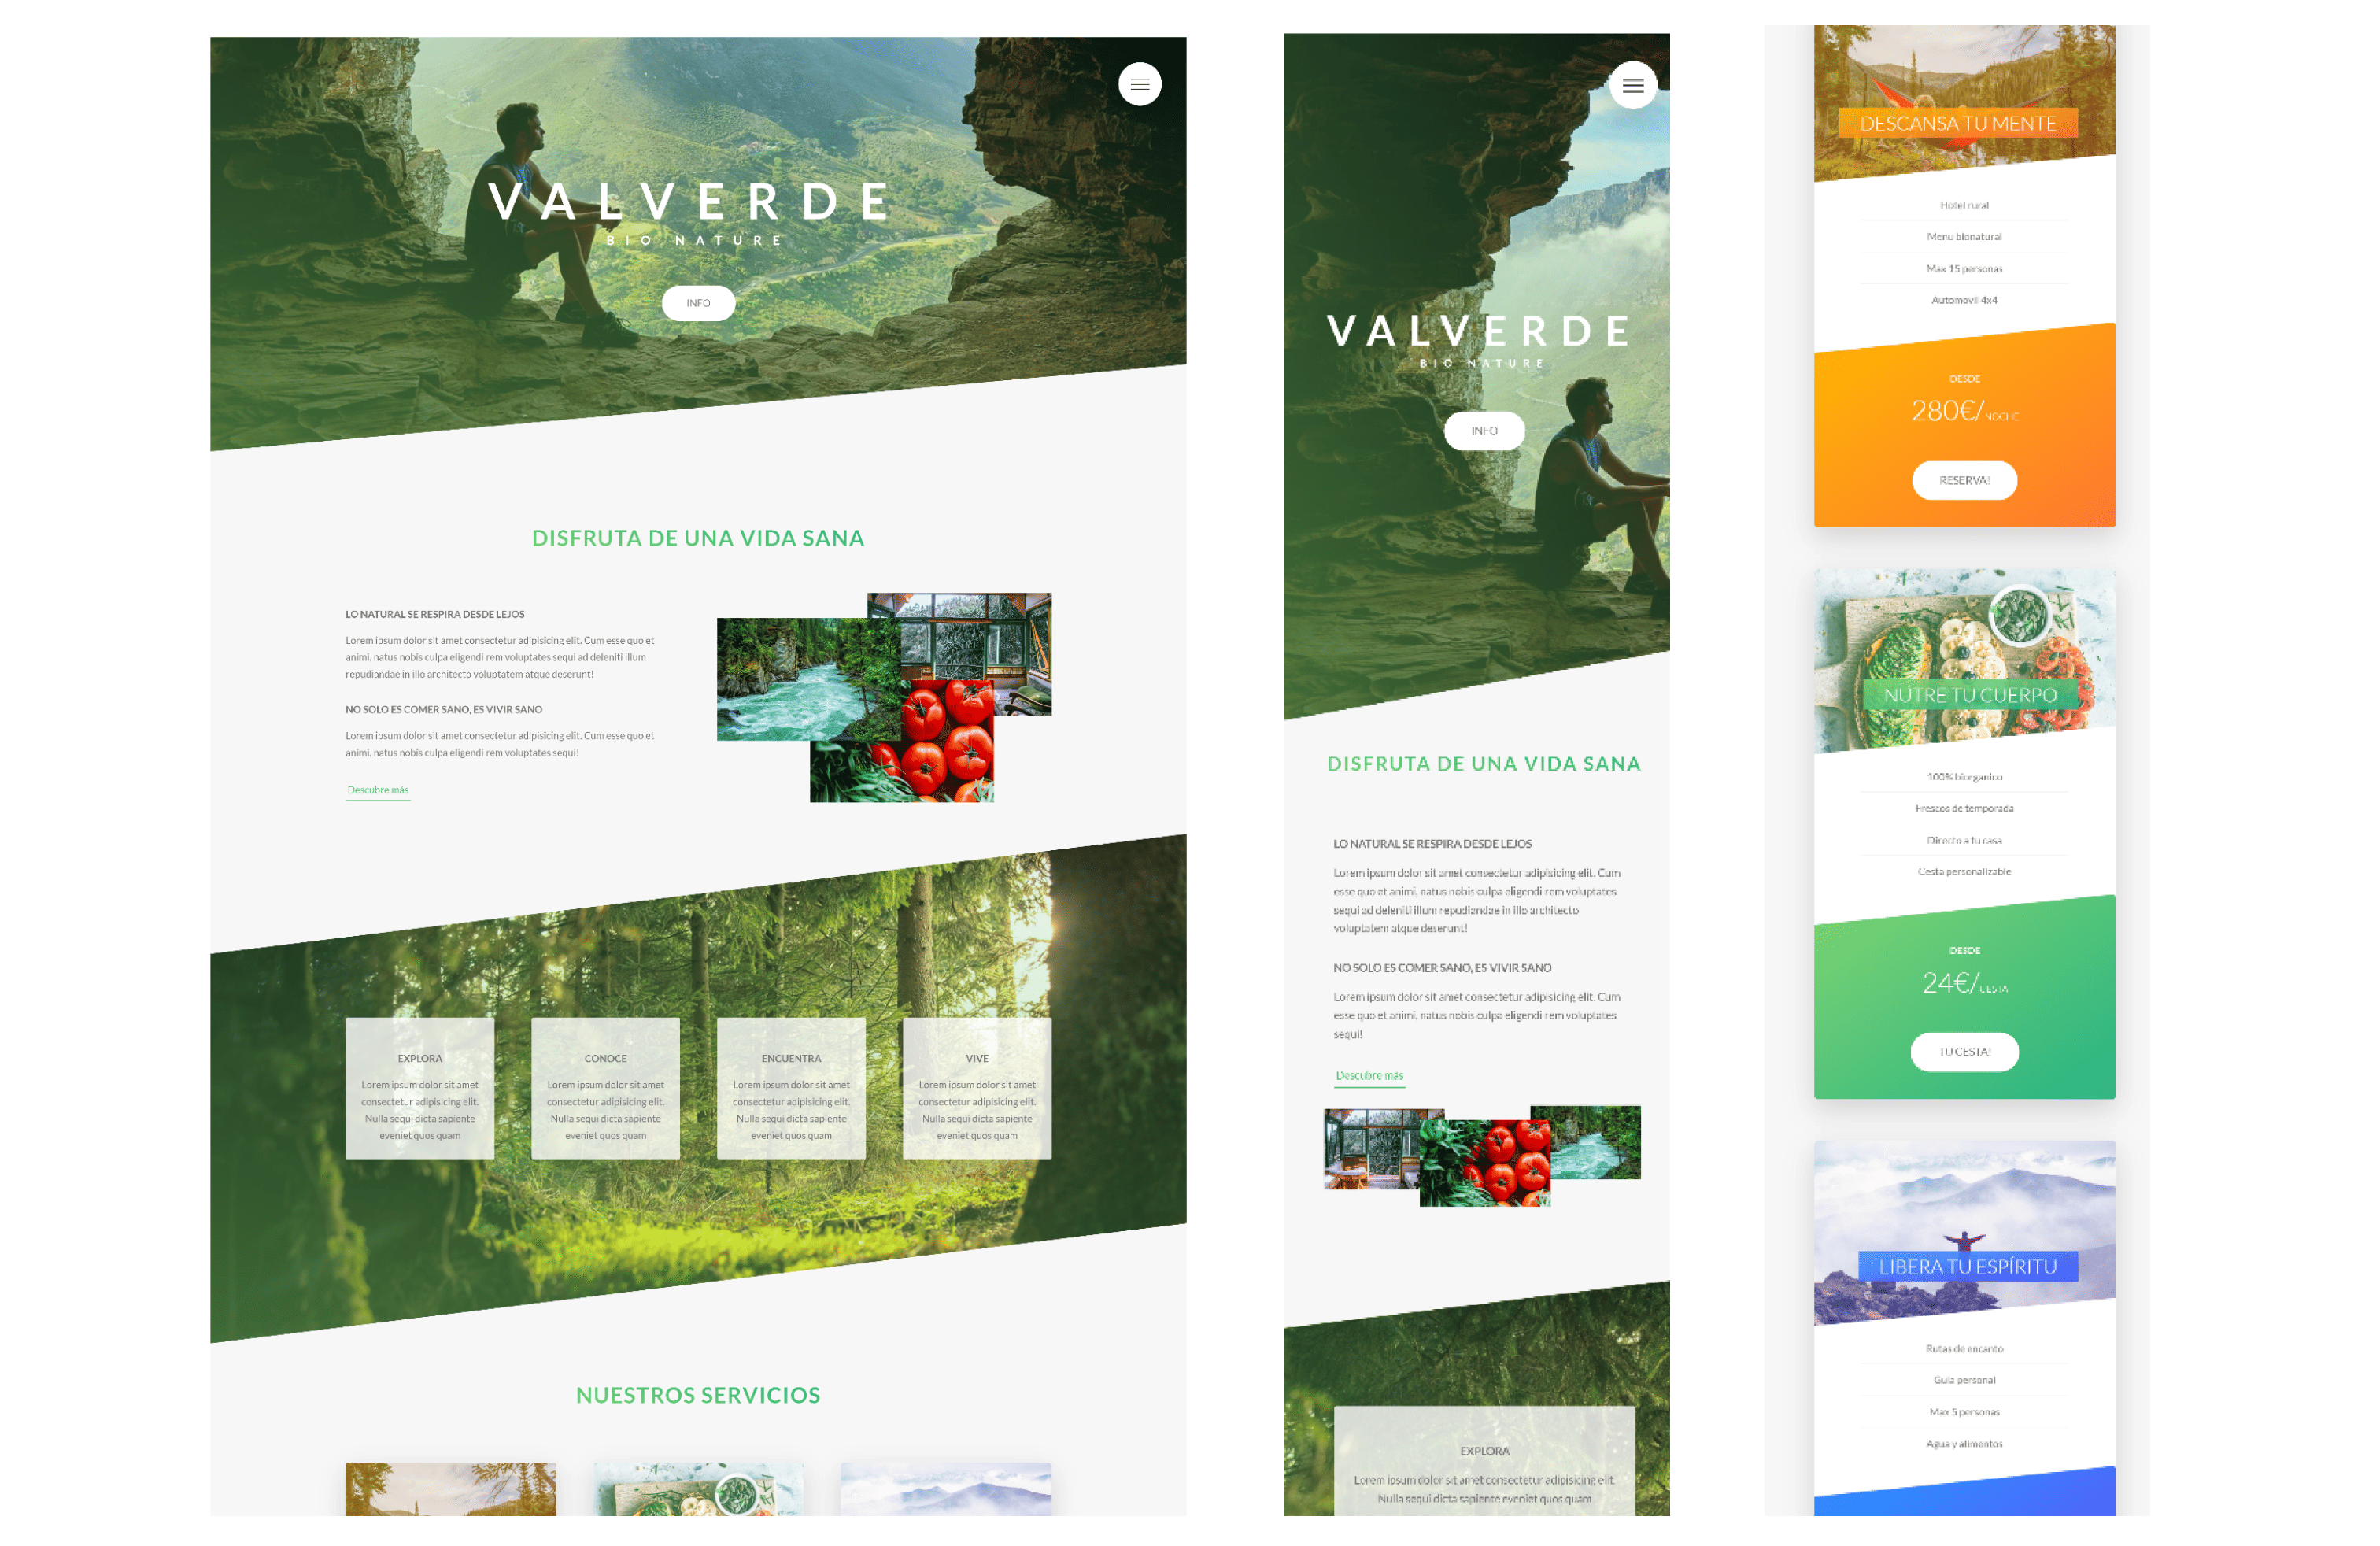 VALVERDE
BIO NATURE
INFO
DISFRUTA DE UNA VIDA SANA
LO NATURAL SE RESPIRA DESDE LEJOS
Lorem ipsum dolor sit amet consectetur adipisicing elit. Cum esse quo et
animi, natus nobis culpa eligendi rem voluptates sequi ad deleniti illum
repudiandae in illo architecto voluptatem atque deserunt!
NO SOLO ES COMER SANO, ES VIVIR SANO
Lorem ipsum dolor sit amet consectetur adipisicing elit. Cum esse quo et
animi, natus nobis culpa eligendi rem voluptates sequi!
Descubre más
EXPLORA
Lorem ipsum dolor sit amet
consectetur adipisicing elit.
Nulla sequi dicta sapiente
eveniet quos quam
CONOCE
Lorem ipsum dolor sit amet
consectetur adipisicing elit.
Nulla sequi dicta sapiente
eveniet quos quam
ENCUENTRA
Lorem ipsum dolor sit amet
consectetur adipisicing elit.
Nulla sequi dicta sapiente
eveniet quos quam
VIVE
Lorem ipsum dolor sit amet
consectetur adipisicing elit.
Nulla sequi dicta sapiente
eveniet quos quam
NUESTROS SERVICIOS
VALVERDE
BIO NATURE
INFO
DISFRUTA DE UNA VIDA SANA
LO NATURAL SE RESPIRA DESDE LEJOS
Lorem ipsum dolor sit amet consectetur adipisicing elit. Cum
esse quo et animi, natus nobis culpa eligendi rem voluptates
sequi ad deleniti illum repudiandae in illo architecto
voluptatem atque deserunt!
NO SOLO ES COMER SANO, ES VIVIR SANO
Lorem ipsum dolor sit amet consectetur adipisicing elit. Cum
esse quo et animi, natus nobis culpa eligendi rem voluptates
sequi!
Descubre más
EXPLORA
Lorem ipsum dolor sit amet consectetur adipisicing elit.
Nulla sequi dicta sapiente eveniet quos quam
DESCANSA TU MENTE
Hotel rural
Menu bionatural
Max 15 personas
Automovil 4x4
DESDE
280€/NOCHE
RESERVA!
NUTRE TU CUERPO
100% biorganico
Frescos de temporada
Directo a tu casa
Cesta personalizable
DESDE
24€/CESTA
TU CESTA!
LIBERA TU ESPÍRITU
Rutas de encanto
Guia personal
Max 5 personas
Agua y alimentos